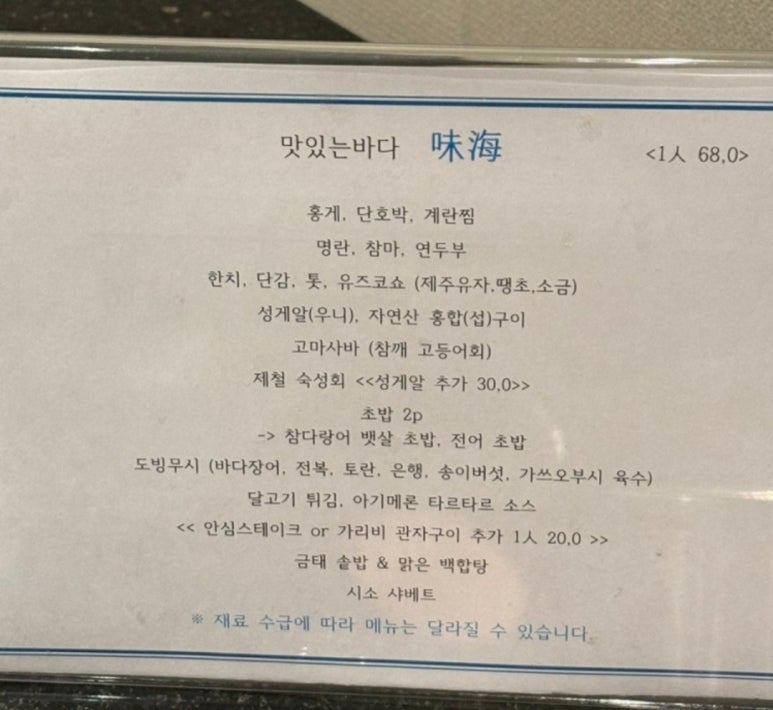 맛있는바다 味海 <1人 68,0>
홍게, 단호박, 계란찜
명란, 참마, 연두부
한치, 단감, 톳, 유즈코쇼 (제주유자,땡초,소금)
성게알(우니), 자연산 홍합(섭)구이
고마사바 (참깨 고등어회)
제철 숙성회 <<성게알 추가 30,0>>
초밥 2p
-> 참다랑어 뱃살 초밥, 전어 초밥
도빙무시 (바다장어, 전복, 토란, 은행, 송이버섯, 가쓰오부시 육수)
달고기 튀김, 아기메론 타르타르 소스
<< 안심스테이크 or 가리비 관자구이 추가 1人 20,0 >>
금태 솥밥 & 맑은 백합탕
시소 샤베트
※ 재료 수급에 따라 메뉴는 달라질 수 있습니다.